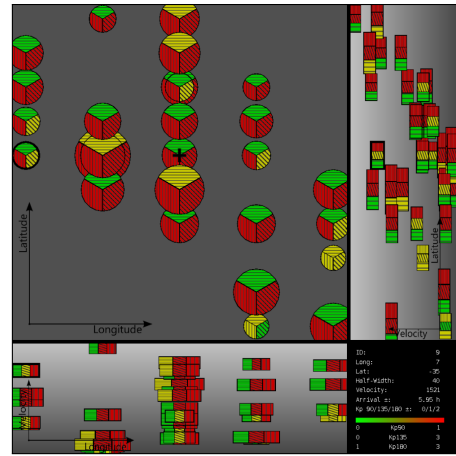 Latitude
Longitude
Latitude
Velocity
Velocity
Longitude
ID: 9
Long: 7
Lat: -35
Half-Width: 40
Velocity: 1521
Arrival ±: 5.95 h
Kp 90/135/180 ±: 0/1/2
0 Kp90 1
0 Kp135 3
1 Kp180 3